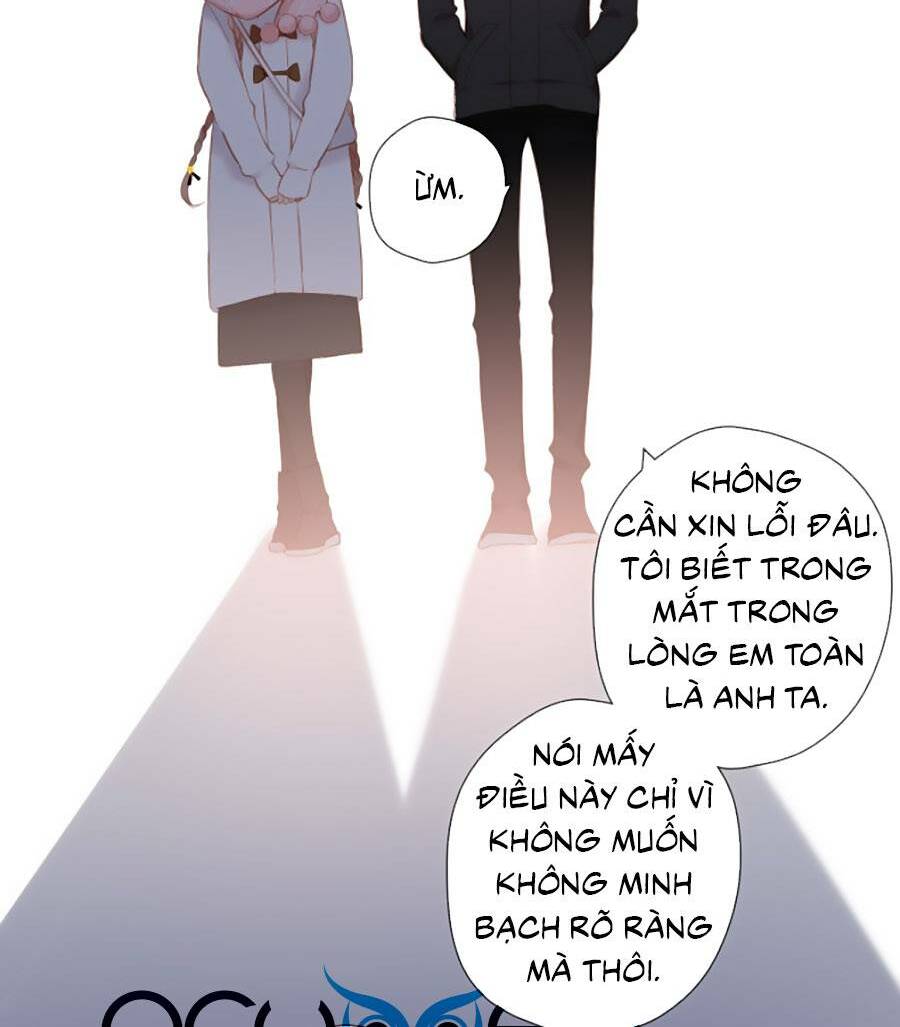 ỪM.
KHÔNG
CẦN XIN LỖI ĐÂU.
TÔI BIẾT TRONG
MẮT TRONG
LÒNG EM TOÀN
LÀ ANH TA.
NÓI MẤY
ĐIỀU NÀY CHỈ VÌ
KHÔNG MUỐN
KHÔNG MINH
BẠCH RÕ RÀNG
MÀ THÔI.